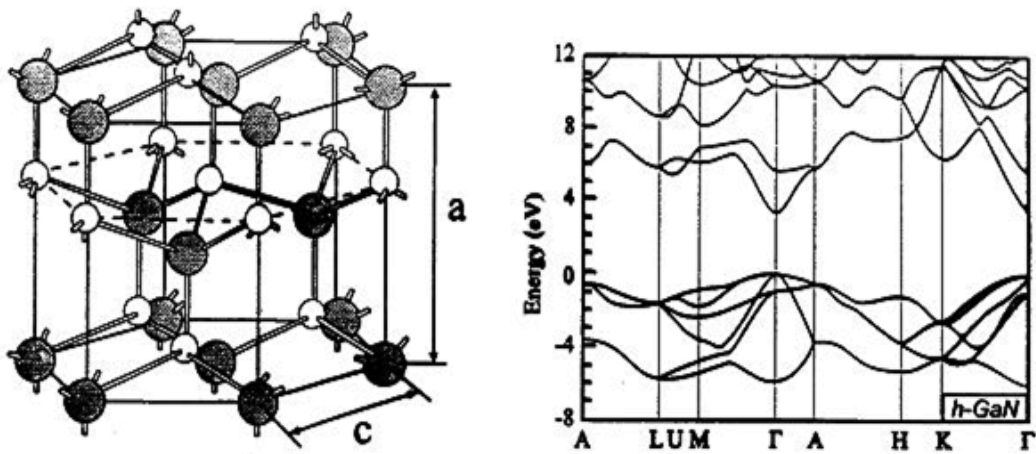 a
c
Energy (eV)
12
8
4
0
-4
-8
A L U M Γ A H K Γ
h-GaN